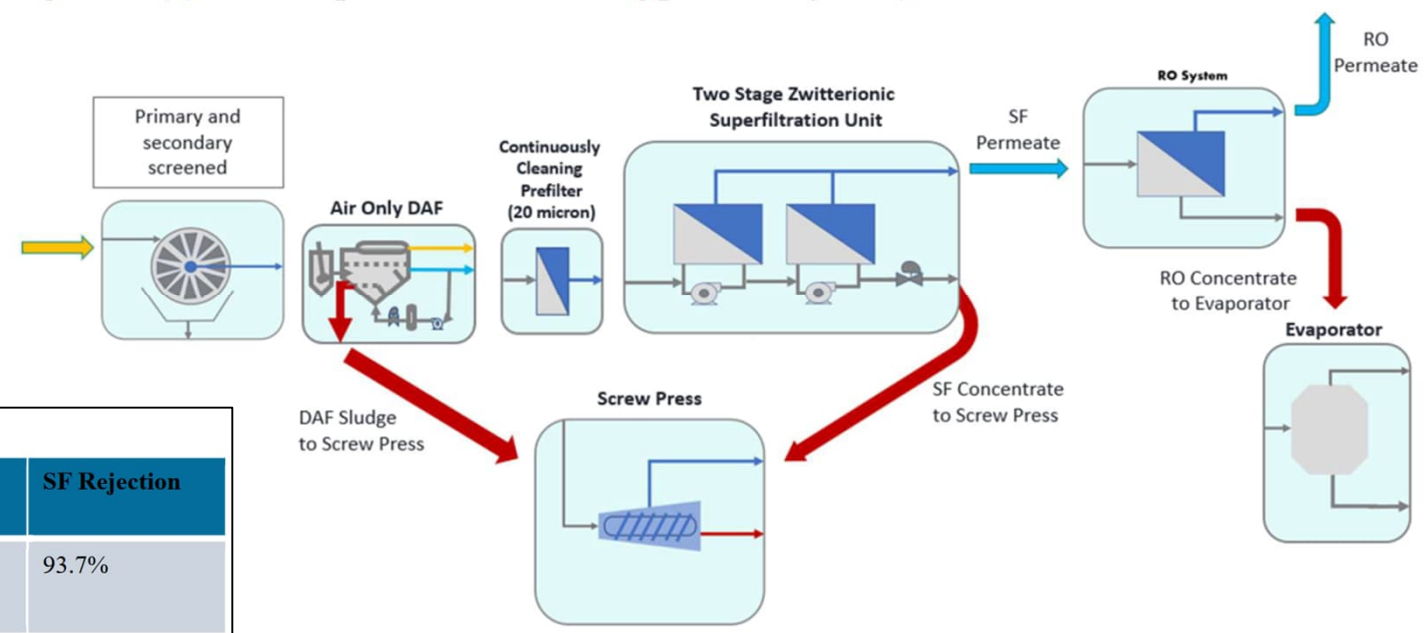 Primary and
secondary
screened
Air Only DAF
Continuously
Cleaning
Prefilter
(20 micron)
Two Stage Zwitterionic
Superfiltration Unit
SF
Permeate
RO System
RO
Permeate
RO Concentrate
to Evaporator
Evaporator
DAF Sludge
to Screw Press
Screw Press
SF Concentrate
to Screw Press
SF Rejection
93.7%